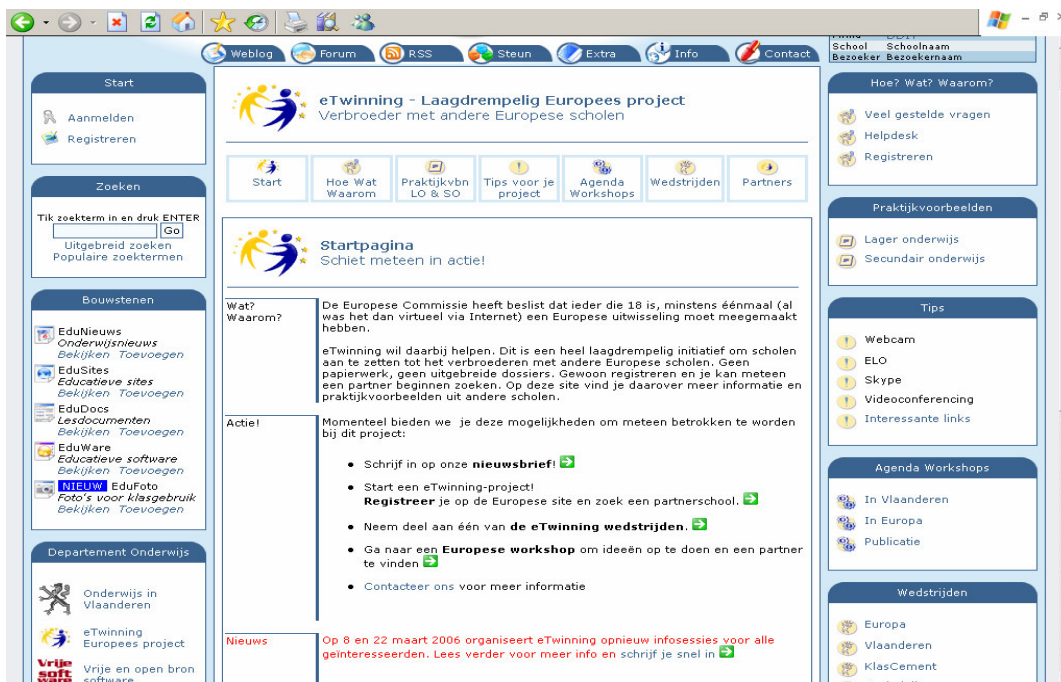 Weblog
Forum
RSS
Steun
Extra
Info
Contact
School Schoolnaam
Bezoeker Bezoekernaam
Start
Aanmelden
Registreren
Zoeken
Tik zoekterm in en druk ENTER
Go
Uitgebreid zoeken
Populaire zoektermen
Bouwstenen
EduNieuws
Onderwijsnieuws
Bekijken Toevoegen
EduSites
Educatieve sites
Bekijken Toevoegen
EduDocs
Lesdocumenten
Bekijken Toevoegen
EduWare
Educatieve software
Bekijken Toevoegen
NIEUW EduFoto
Foto's voor klasgebruik
Bekijken Toevoegen
Departement Onderwijs
Onderwijs in
Vlaanderen
eTwinning
Europees project
Vrije
soft
ware
Vrije en open bron
software
eTwinning - Laagdrempelig Europees project
Verbroeder met andere Europese scholen
Start
Hoe Wat
Waarom
Praktijkvbn
LO & SO
Tips voor je
project
Agenda
Workshops
Wedstrijden
Partners
Startpagina
Schiet meteen in actie!
Wat?
Waarom?
De Europese Commissie heeft beslist dat ieder die 18 is, minstens éénmaal (al
was het dan virtueel via Internet) een Europese uitwisseling moet meegemaakt
hebben.
eTwinning wil daarbij helpen. Dit is een heel laagdrempelig initiatief om scholen
aan te zetten tot het verbroederen met andere Europese scholen. Geen
papierwerk, geen uitgebreide dossiers. Gewoon registreren en je kan meteen
een partner beginnen zoeken. Op deze site vind je daarover meer informatie en
praktijkvoorbeelden uit andere scholen.
Actie!
Momenteel bieden we je deze mogelijkheden om meteen betrokken te worden
bij dit project:
• Schrijf in op onze nieuwsbrief!
• Start een eTwinning-project!
Registreer je op de Europese site en zoek een partnerschool.
• Neem deel aan één van de eTwinning wedstrijden.
• Ga naar een Europese workshop om ideeën op te doen en een partner
te vinden
• Contacteer ons voor meer informatie
Nieuws
Op 8 en 22 maart 2006 organiseert eTwinning opnieuw infosessies voor alle
geïnteresseerden. Lees verder voor meer info en schrijf je snel in
Hoe? Wat? Waarom?
Veel gestelde vragen
Helpdesk
Registreren
Praktijkvoorbeelden
Lager onderwijs
Secundair onderwijs
Tips
Webcam
ELO
Skype
Videoconferencing
Interessante links
Agenda Workshops
In Vlaanderen
In Europa
Publicatie
Wedstrijden
Europa
Vlaanderen
KlasCement